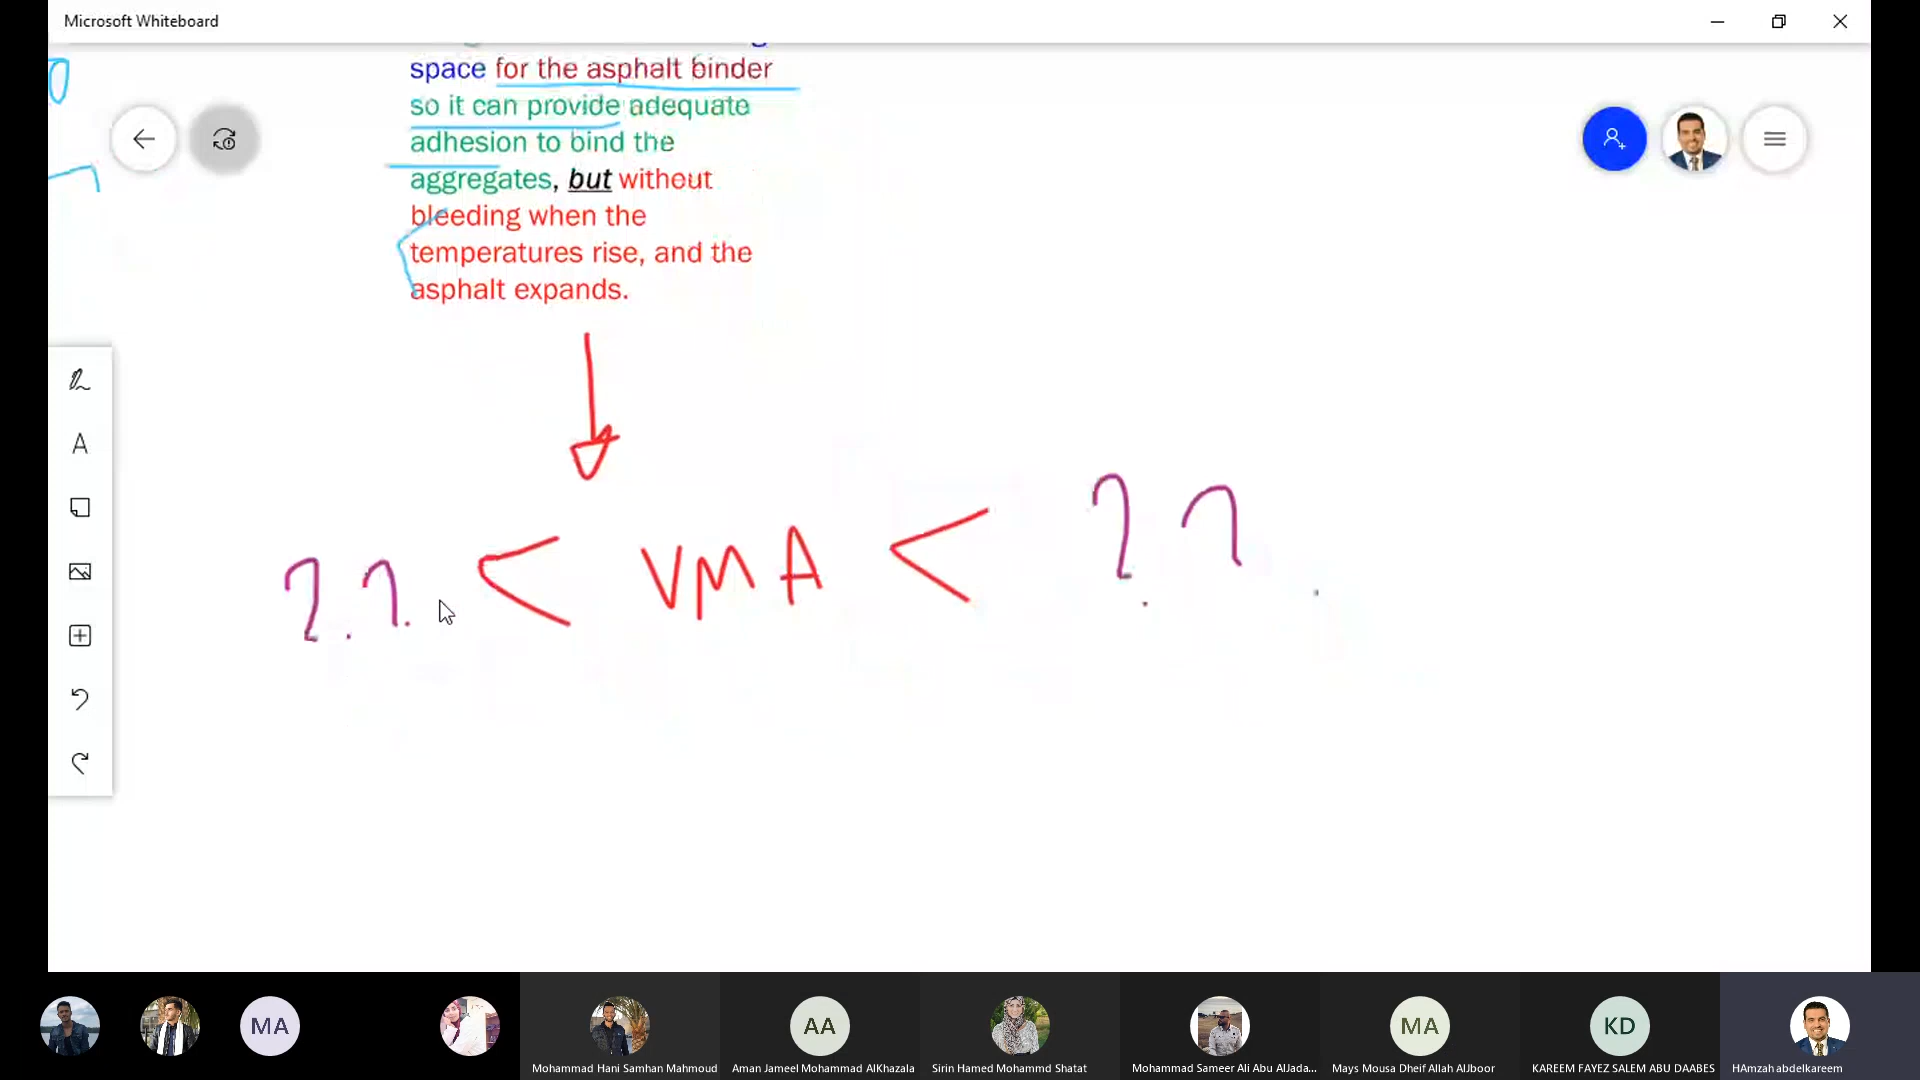 Microsoft Whiteboard
space for the asphalt binder
so it can provide adequate
adhesion to bind the
aggregates, but without
bleeding when the
temperatures rise, and the
asphalt expands.
? ? < VMA < ? ?
A
MA
AA
MA
KD
Mohammad Hani Samhan Mahmoud
Aman Jameel Mohammad AlKhazala
Sirin Hamed Mohammd Shatat
Mohammad Sameer Ali Abu AlJada...
Mays Mousa Dheif Allah AlJboor
KAREEM FAYEZ SALEM ABU DAABES
HAmzah abdelkareem